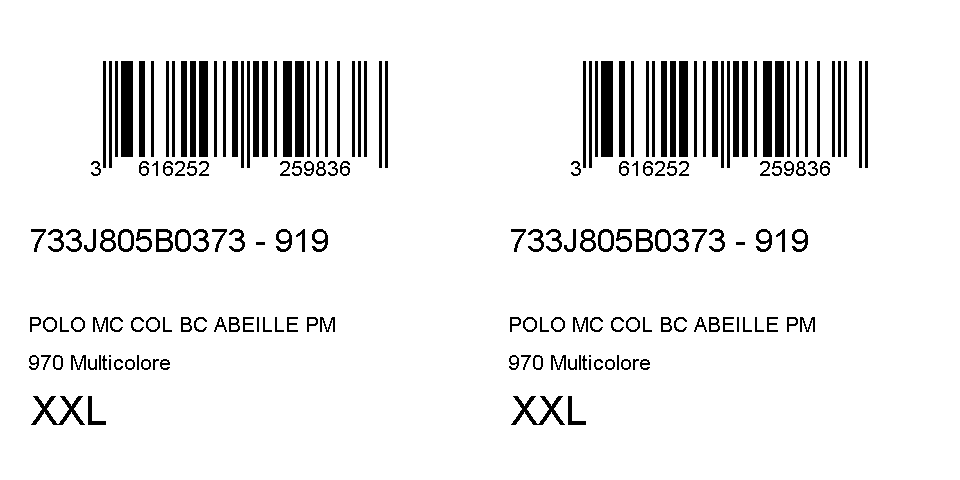 3 616252 259836
733J805B0373 - 919
POLO MC COL BC ABEILLE PM
970 Multicolore
XXL
3 616252 259836
733J805B0373 - 919
POLO MC COL BC ABEILLE PM
970 Multicolore
XXL